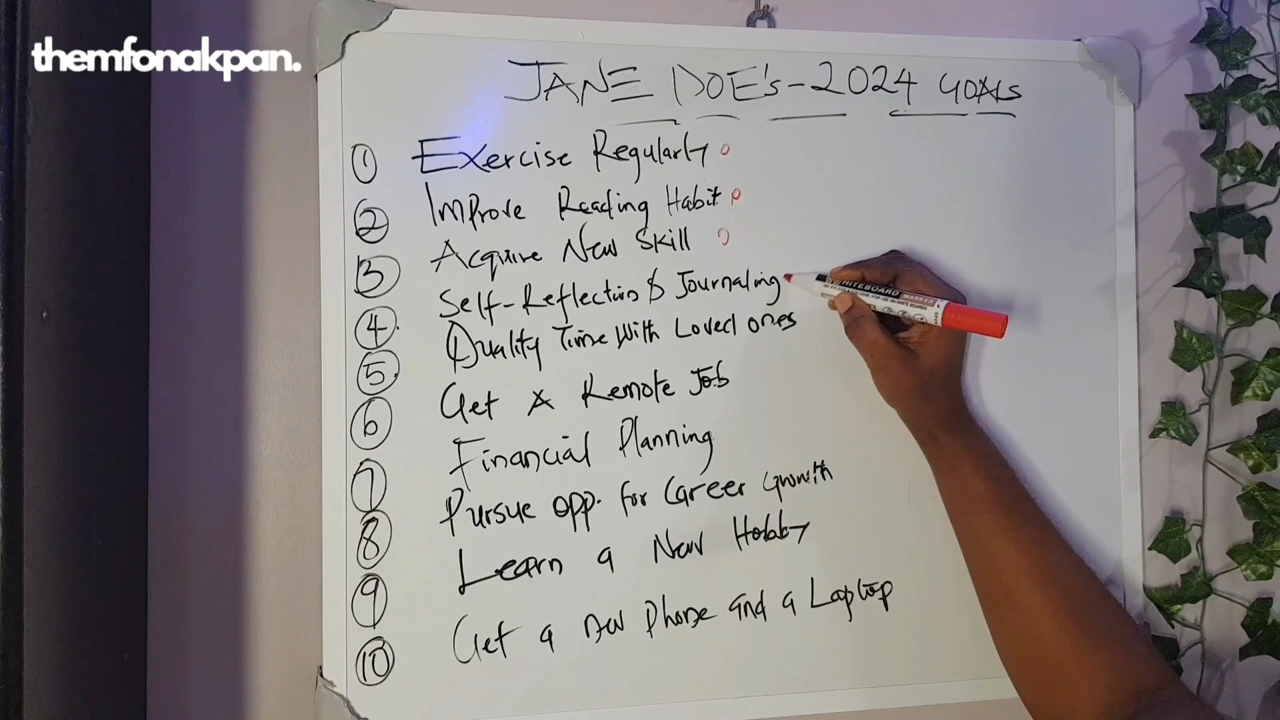 themfonakpan.
JANE DOE's-2024 GOALS
① Exercise Regularly
② Improve Reading Habit
③ Acquire New Skill
④ Self-Reflection & Journaling
⑤ Quality Time With Loved ones
⑥ Get A Remote Job
⑦ Financial Planning
⑧ Pursue opp. for Career Growth
⑨ Learn a New Hobby
⑩ Get a new Phone and a Laptop
WHITEBOARD MARKER